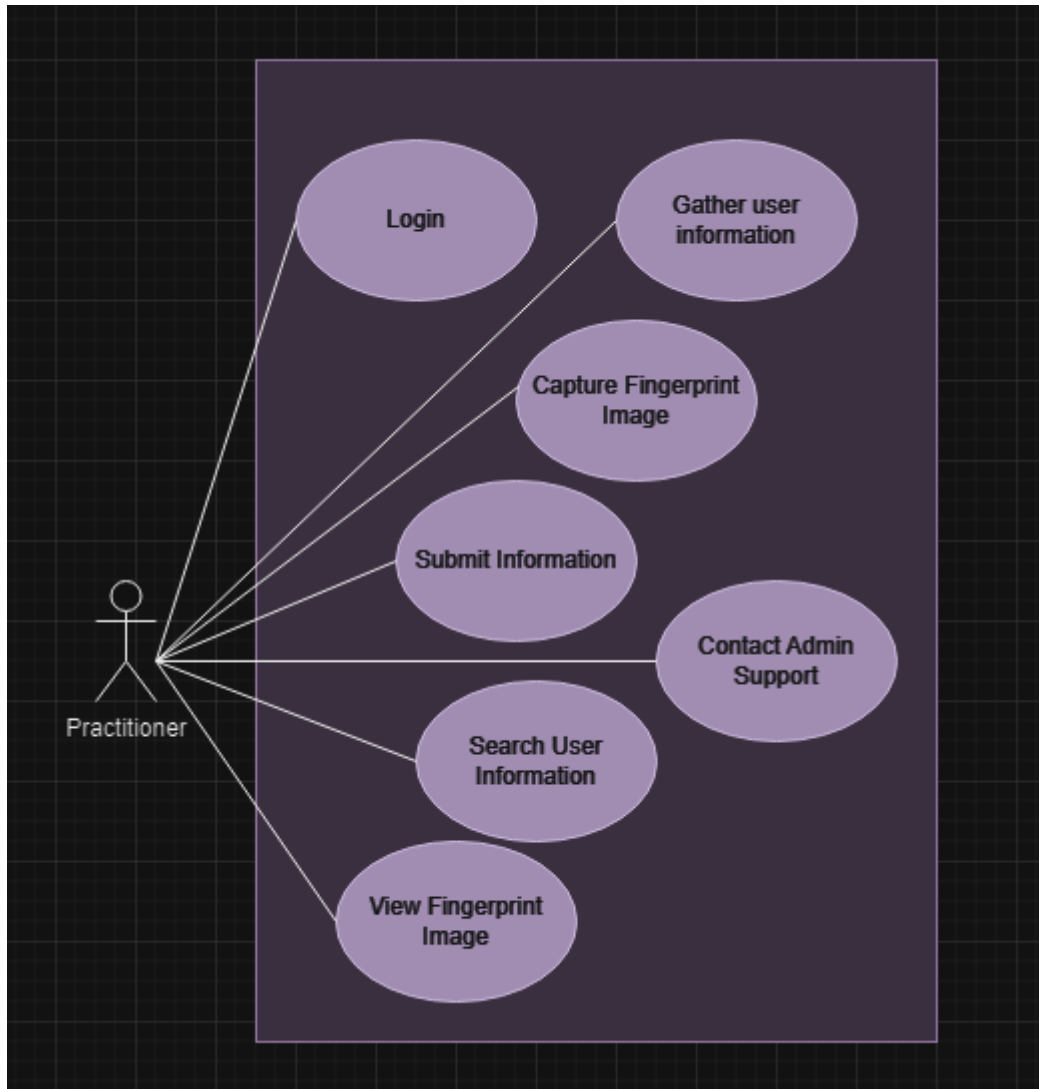 Login
Gather user
information
Capture Fingerprint
Image
Submit Information
Contact Admin
Support
Practitioner
Search User
Information
View Fingerprint
Image